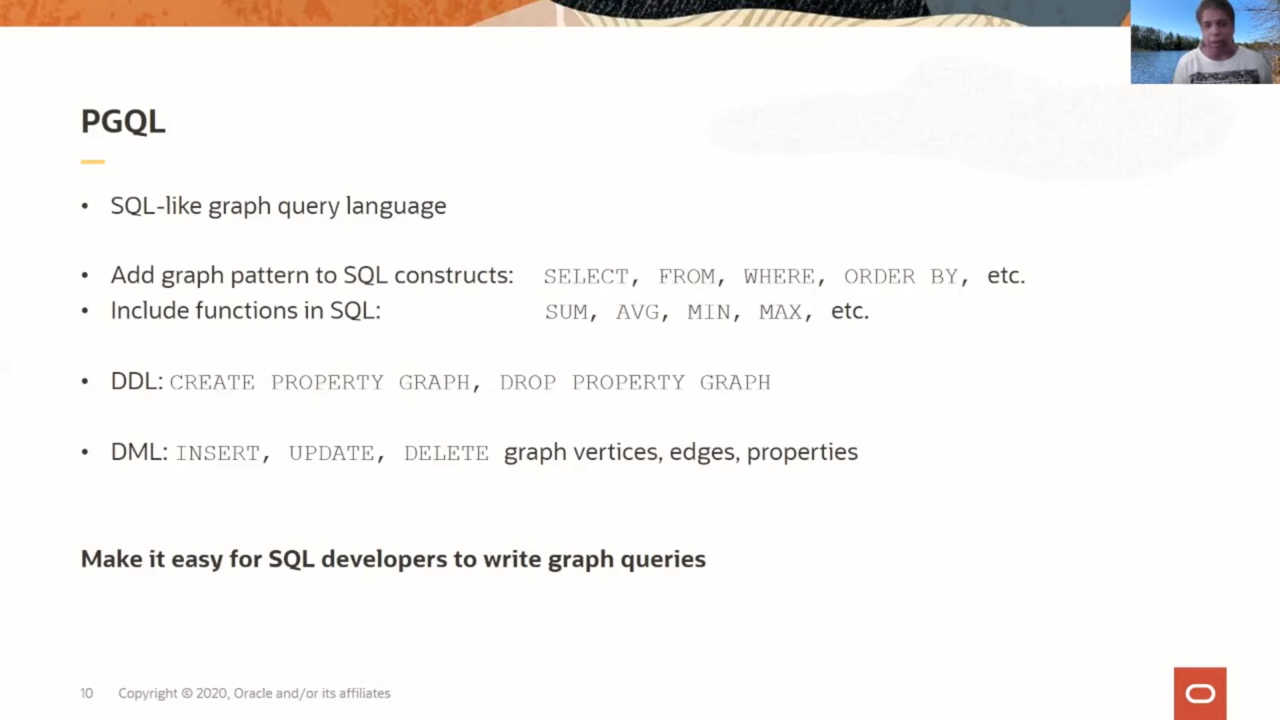 PGQL
• SQL-like graph query language
• Add graph pattern to SQL constructs: SELECT, FROM, WHERE, ORDER BY, etc.
• Include functions in SQL: SUM, AVG, MIN, MAX, etc.
• DDL: CREATE PROPERTY GRAPH, DROP PROPERTY GRAPH
• DML: INSERT, UPDATE, DELETE graph vertices, edges, properties
Make it easy for SQL developers to write graph queries
10 Copyright © 2020, Oracle and/or its affiliates